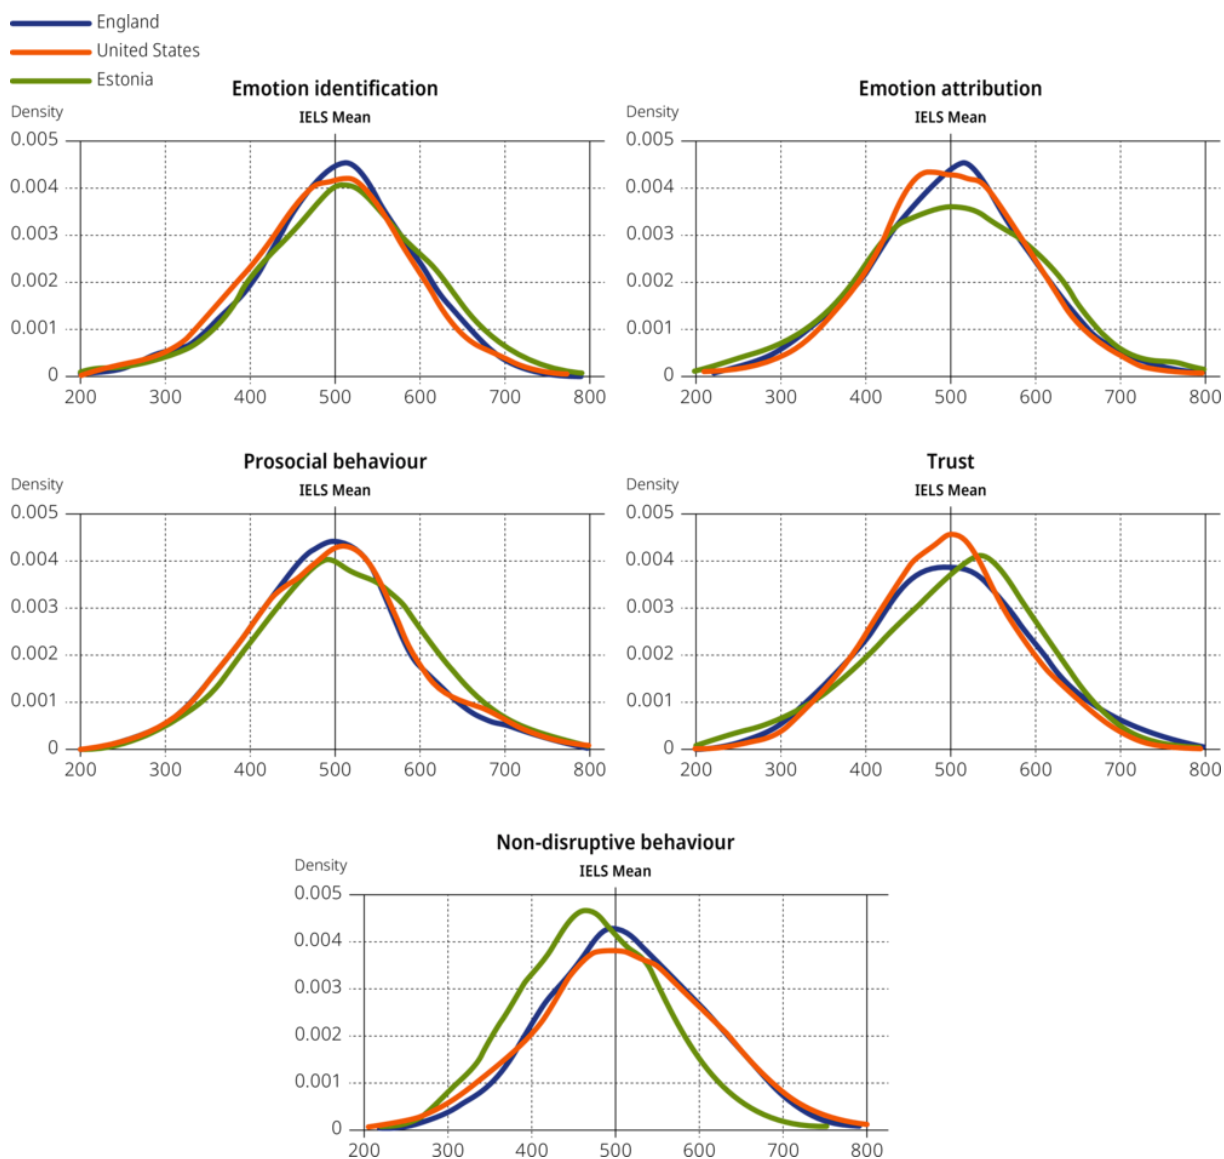 England
United States
Estonia
Emotion identification
Density
IELS Mean
0.005
0.004
0.003
0.002
0.001
0
200 300 400 500 600 700 800
Emotion attribution
Density
IELS Mean
0.005
0.004
0.003
0.002
0.001
0
200 300 400 500 600 700 800
Prosocial behaviour
Density
IELS Mean
0.005
0.004
0.003
0.002
0.001
0
200 300 400 500 600 700 800
Trust
Density
IELS Mean
0.005
0.004
0.003
0.002
0.001
0
200 300 400 500 600 700 800
Non-disruptive behaviour
Density
IELS Mean
0.005
0.004
0.003
0.002
0.001
0
200 300 400 500 600 700 800